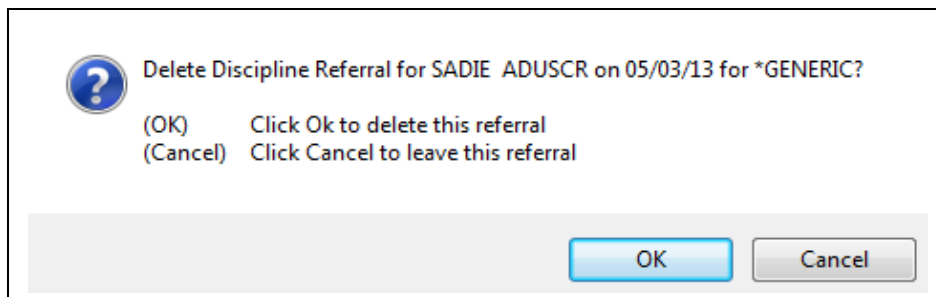 Delete Discipline Referral for SADIE  ADUSCR on 05/03/13 for *GENERIC?
(OK) Click Ok to delete this referral
(Cancel) Click Cancel to leave this referral
OK Cancel